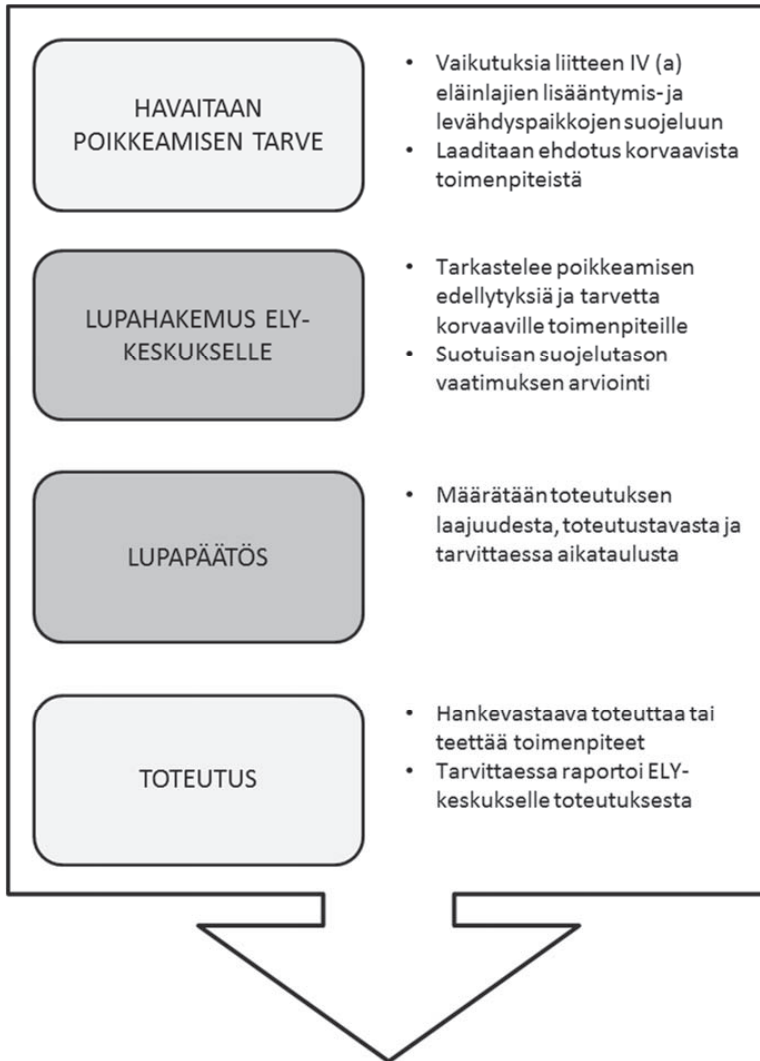 HAVAITAAN
POIKKEAMISEN TARVE
• Vaikutuksia liitteen IV (a)
eläinlajien lisääntymis- ja
levähdyspaikkojen suojeluun
• Laaditaan ehdotus korvaavista
toimenpiteistä
LUPAHAKEMUS ELY-
KESKUKSELLE
• Tarkastelee poikkeamisen
edellytyksiä ja tarvetta
korvaaville toimenpiteille
• Suotuisan suojelutason
vaatimuksen arviointi
LUPAPÄÄTÖS
• Määrätään toteutuksen
laajuudesta, toteutustavasta ja
tarvittaessa aikataulusta
TOTEUTUS
• Hankevastaava toteuttaa tai
teettää toimenpiteet
• Tarvittaessa raportoi ELY-
keskukselle toteutuksesta